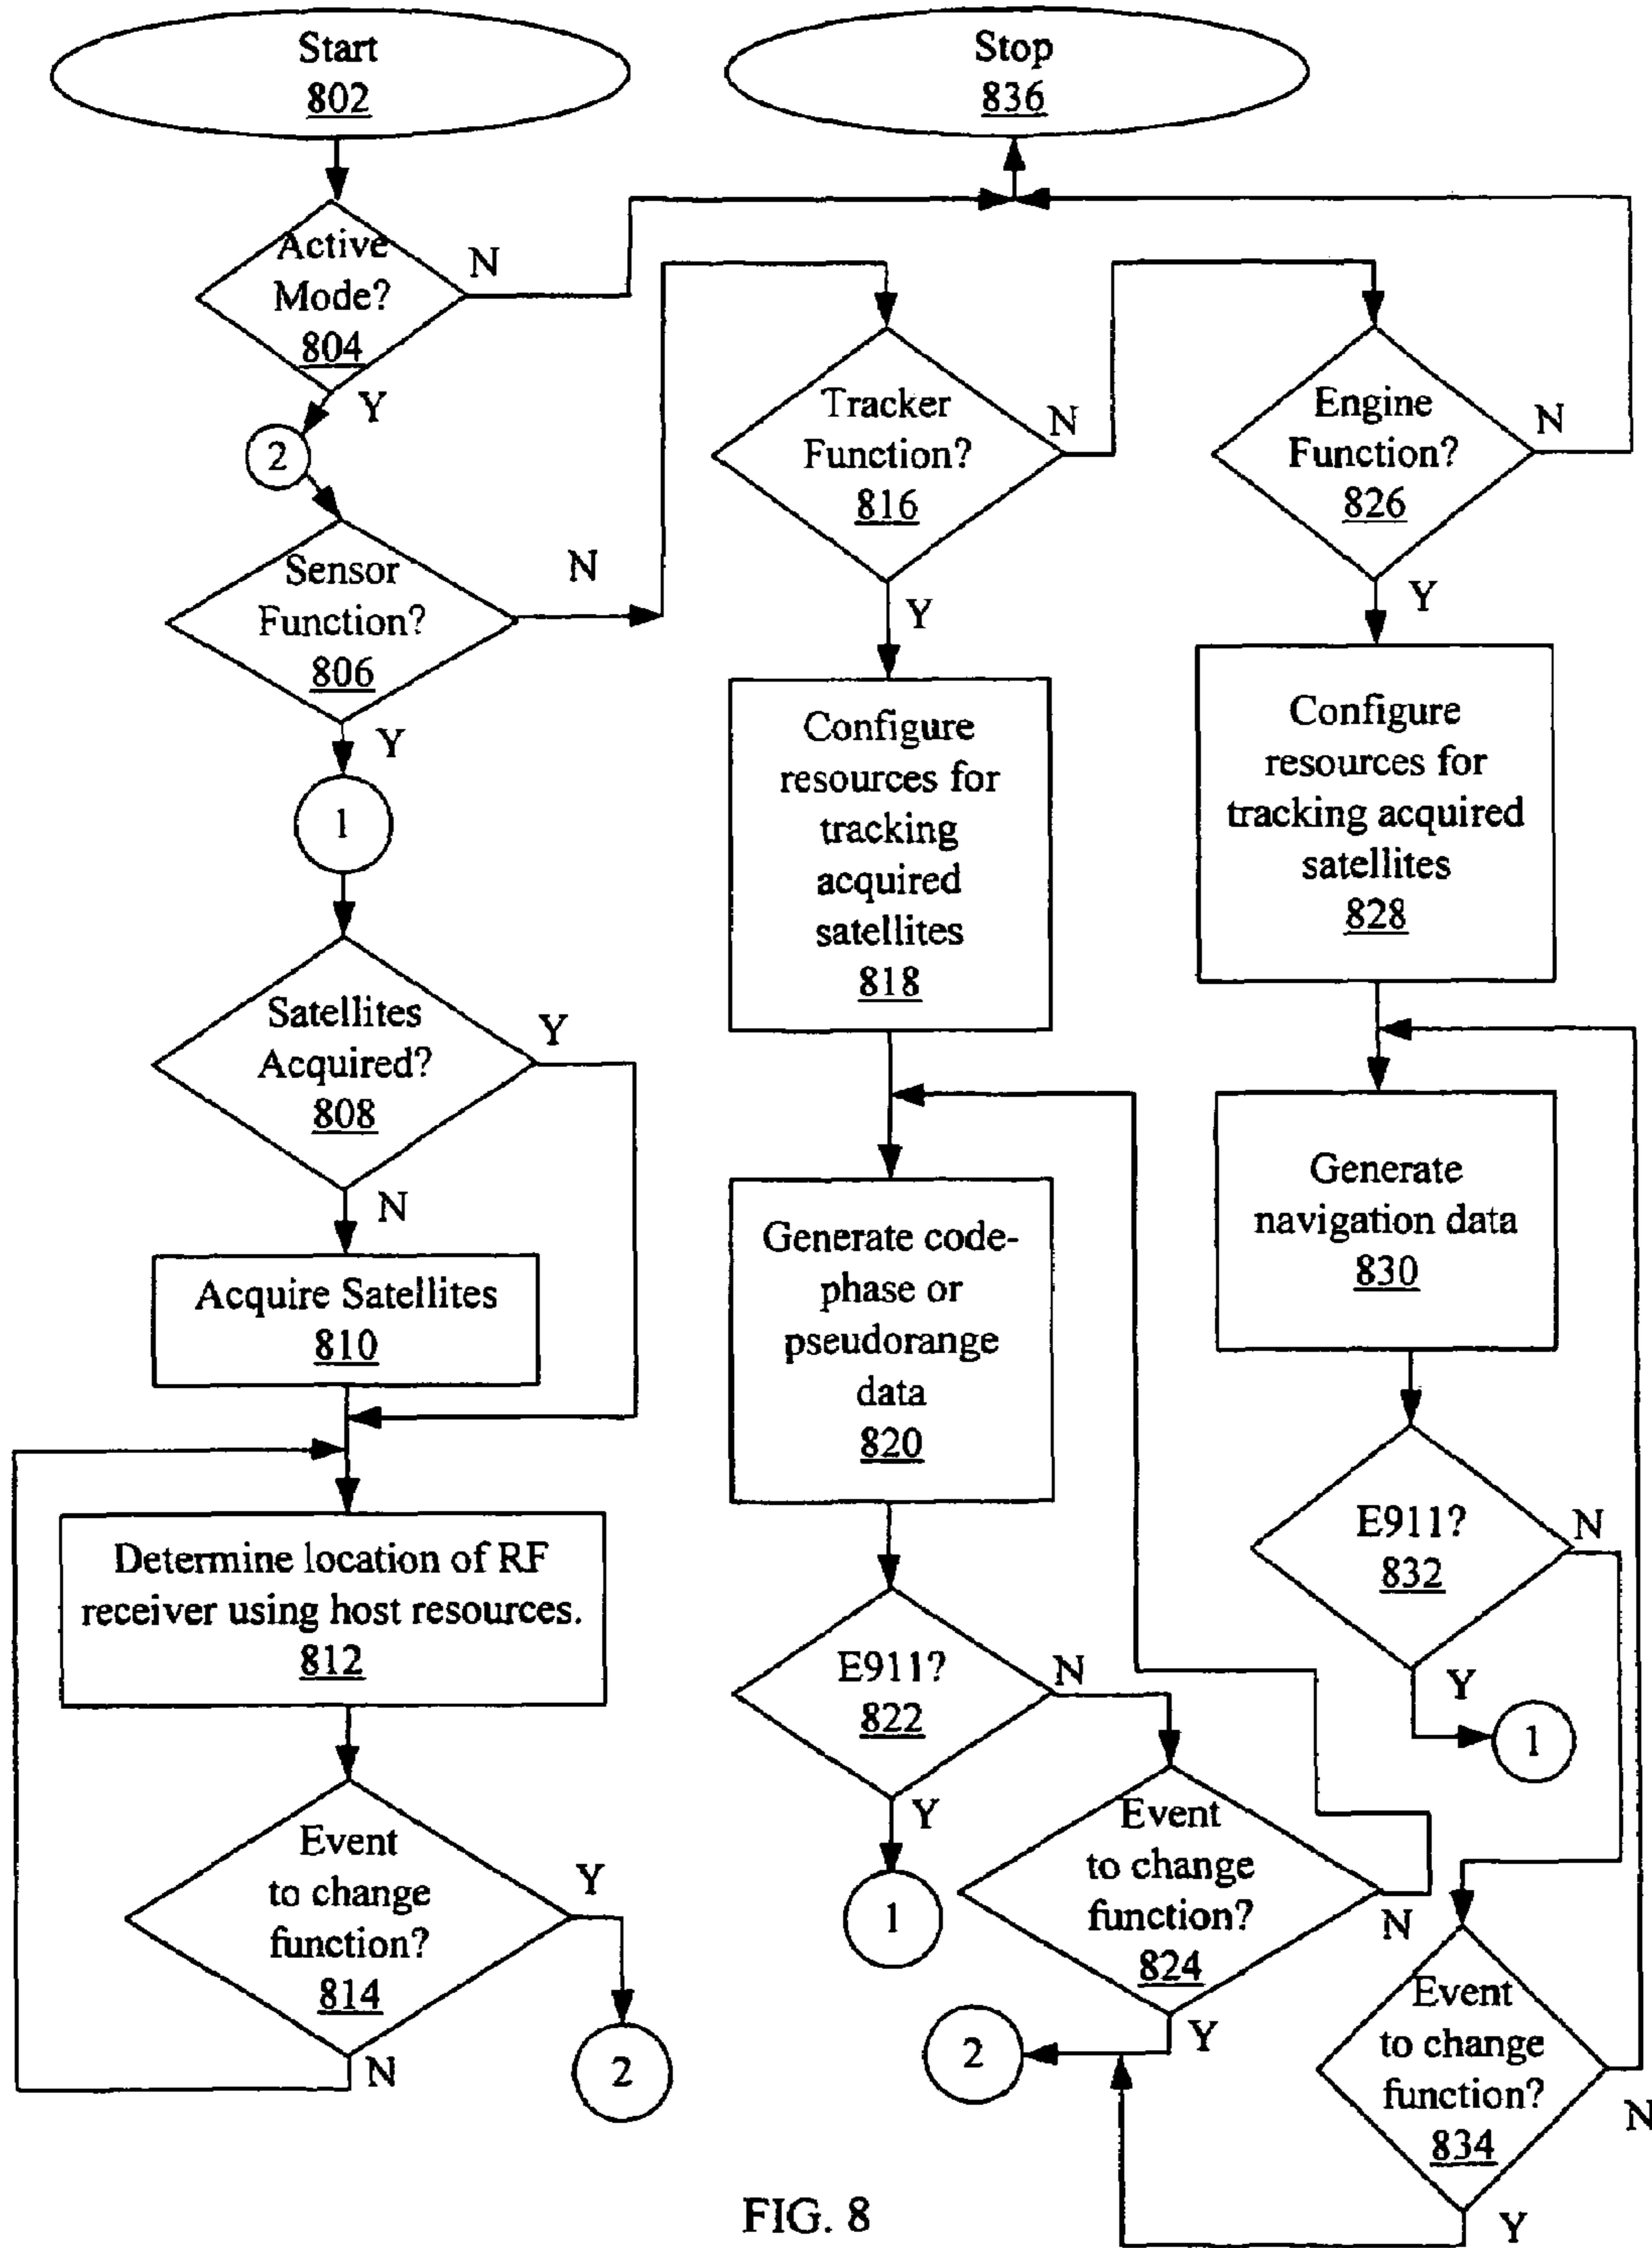 Start
802
Stop
836
Active
Mode?
804
N
Y
2
Sensor
Function?
806
N
Y
1
Satellites
Acquired?
808
Y
N
Acquire Satellites
810
Determine location of RF
receiver using host resources.
812
Event
to change
function?
814
Y
N
2
Tracker
Function?
816
N
Y
Configure
resources for
tracking
acquired
satellites
818
Generate code-
phase or
pseudorange
data
820
E911?
822
N
Y
1
Event
to change
function?
824
N
Y
2
Engine
Function?
826
N
Y
Configure
resources for
tracking acquired
satellites
828
Generate
navigation data
830
E911?
832
N
Y
1
Event
to change
function?
834
N
Y
FIG. 8